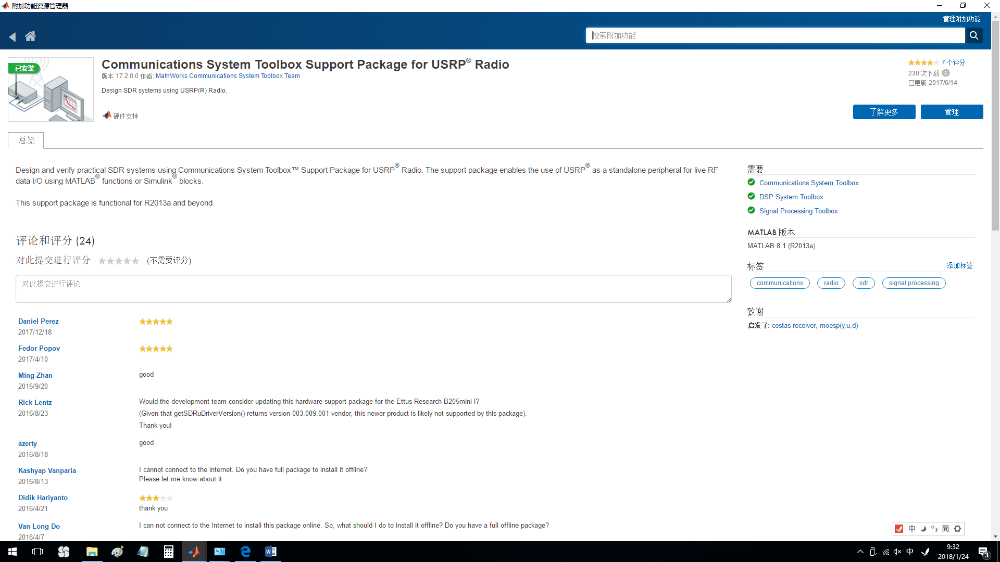 附加功能资源管理器
管理附加功能
搜索附加功能
已安装
Communications System Toolbox Support Package for USRP® Radio
版本 17.2.0.0 作者: MathWorks Communications System Toolbox Team
Design SDR systems using USRP(R) Radio.
硬件支持
7 个评分
230 次下载
已更新 2017/6/14
了解更多
管理
总览
Design and verify practical SDR systems using Communications System Toolbox™ Support Package for USRP® Radio. The support package enables the use of USRP® as a standalone peripheral for live RF
data I/O using MATLAB® functions or Simulink® blocks.
This support package is functional for R2013a and beyond.
评论和评分 (24)
对此提交进行评分 (不需要评分)
对此提交进行评论
Daniel Perez
2017/12/18
Fedor Popov
2017/4/10
Ming Zhan
2016/9/20
good
Rick Lentz
2016/8/23
Would the development team consider updating this hardware support package for the Ettus Research B205mini-i?
(Given that getSDRuDriverVersion() returns version 003.009.001-vendor, this newer product is likely not supported by this package).
Thank you!
azerty
2016/8/18
good
Kashyap Vanparia
2016/8/13
I cannot connect to the internet. Do you have full package to install it offline?
Please let me know about it
Didik Hariyanto
2016/4/21
thank you
Van Long Do
2016/4/7
I can not connect to the Internet to install this package online. So, what should I do to install it offline? Do you have a full offline package?
需要
Communications System Toolbox
DSP System Toolbox
Signal Processing Toolbox
MATLAB 版本
MATLAB 8.1 (R2013a)
标签
添加标签
communications
radio
sdr
signal processing
致谢
启发了: costas receiver, moesp(y,u,d)
中 简
中
9:32
2018/1/24
3